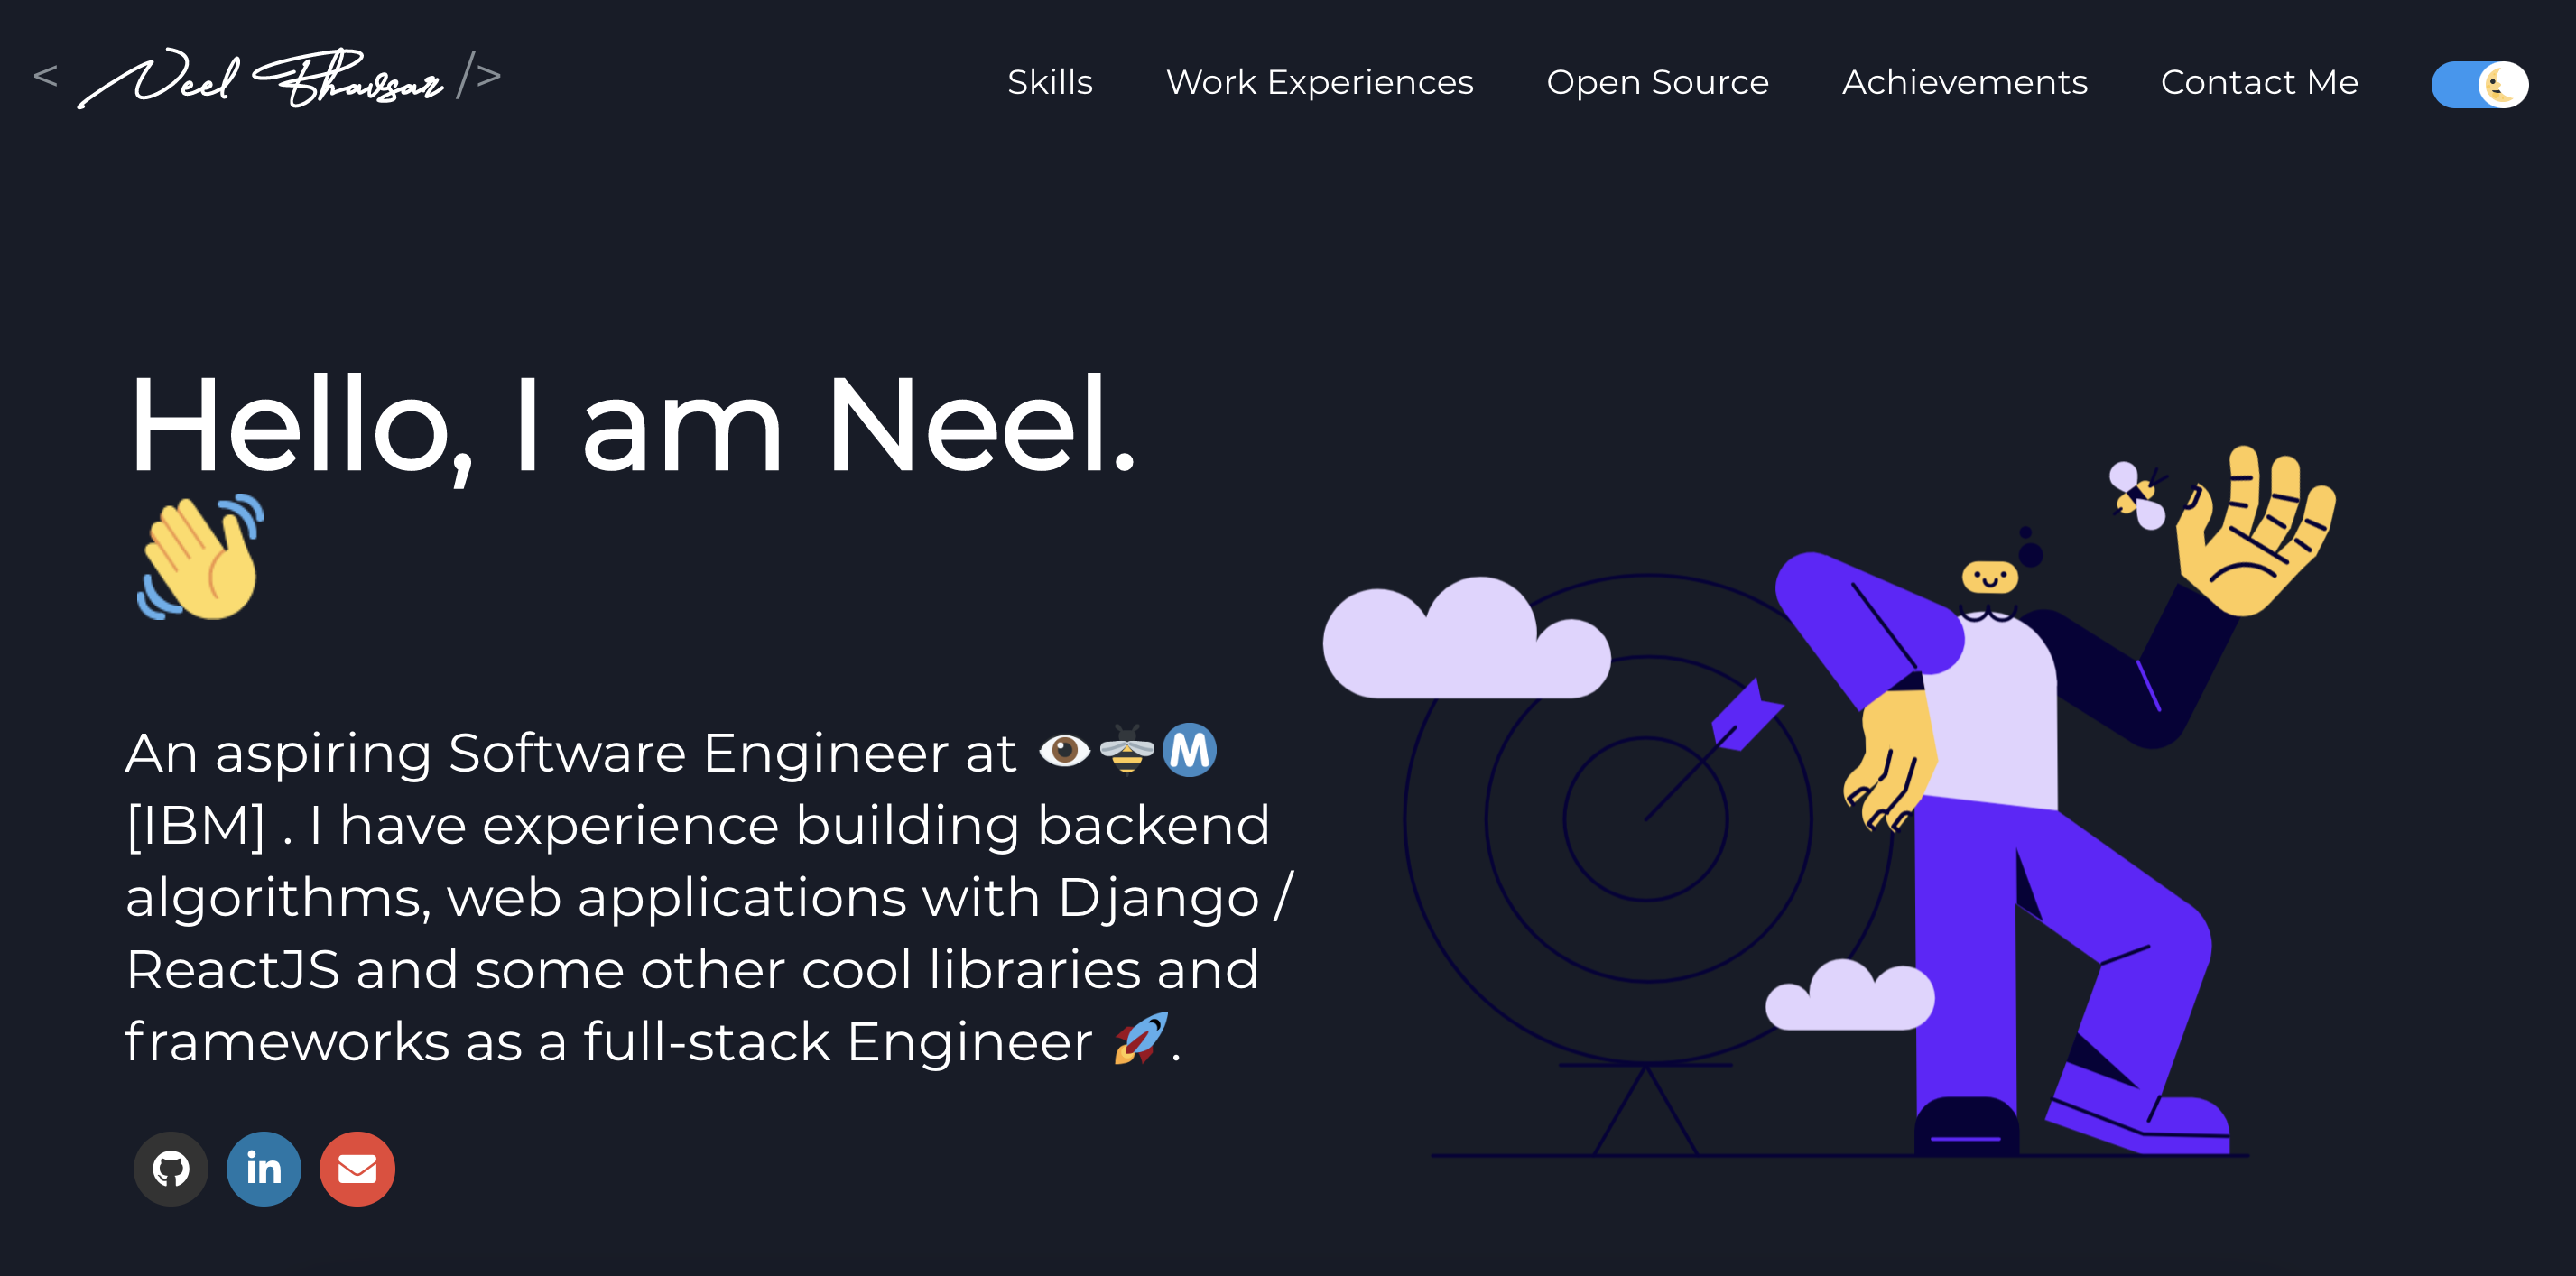 < Neel Bhavsar />
Skills Work Experiences Open Source Achievements Contact Me
Hello, I am Neel.
👋
An aspiring Software Engineer at 👁️🐝Ⓜ️
[IBM] . I have experience building backend
algorithms, web applications with Django /
ReactJS and some other cool libraries and
frameworks as a full-stack Engineer 🚀.
in